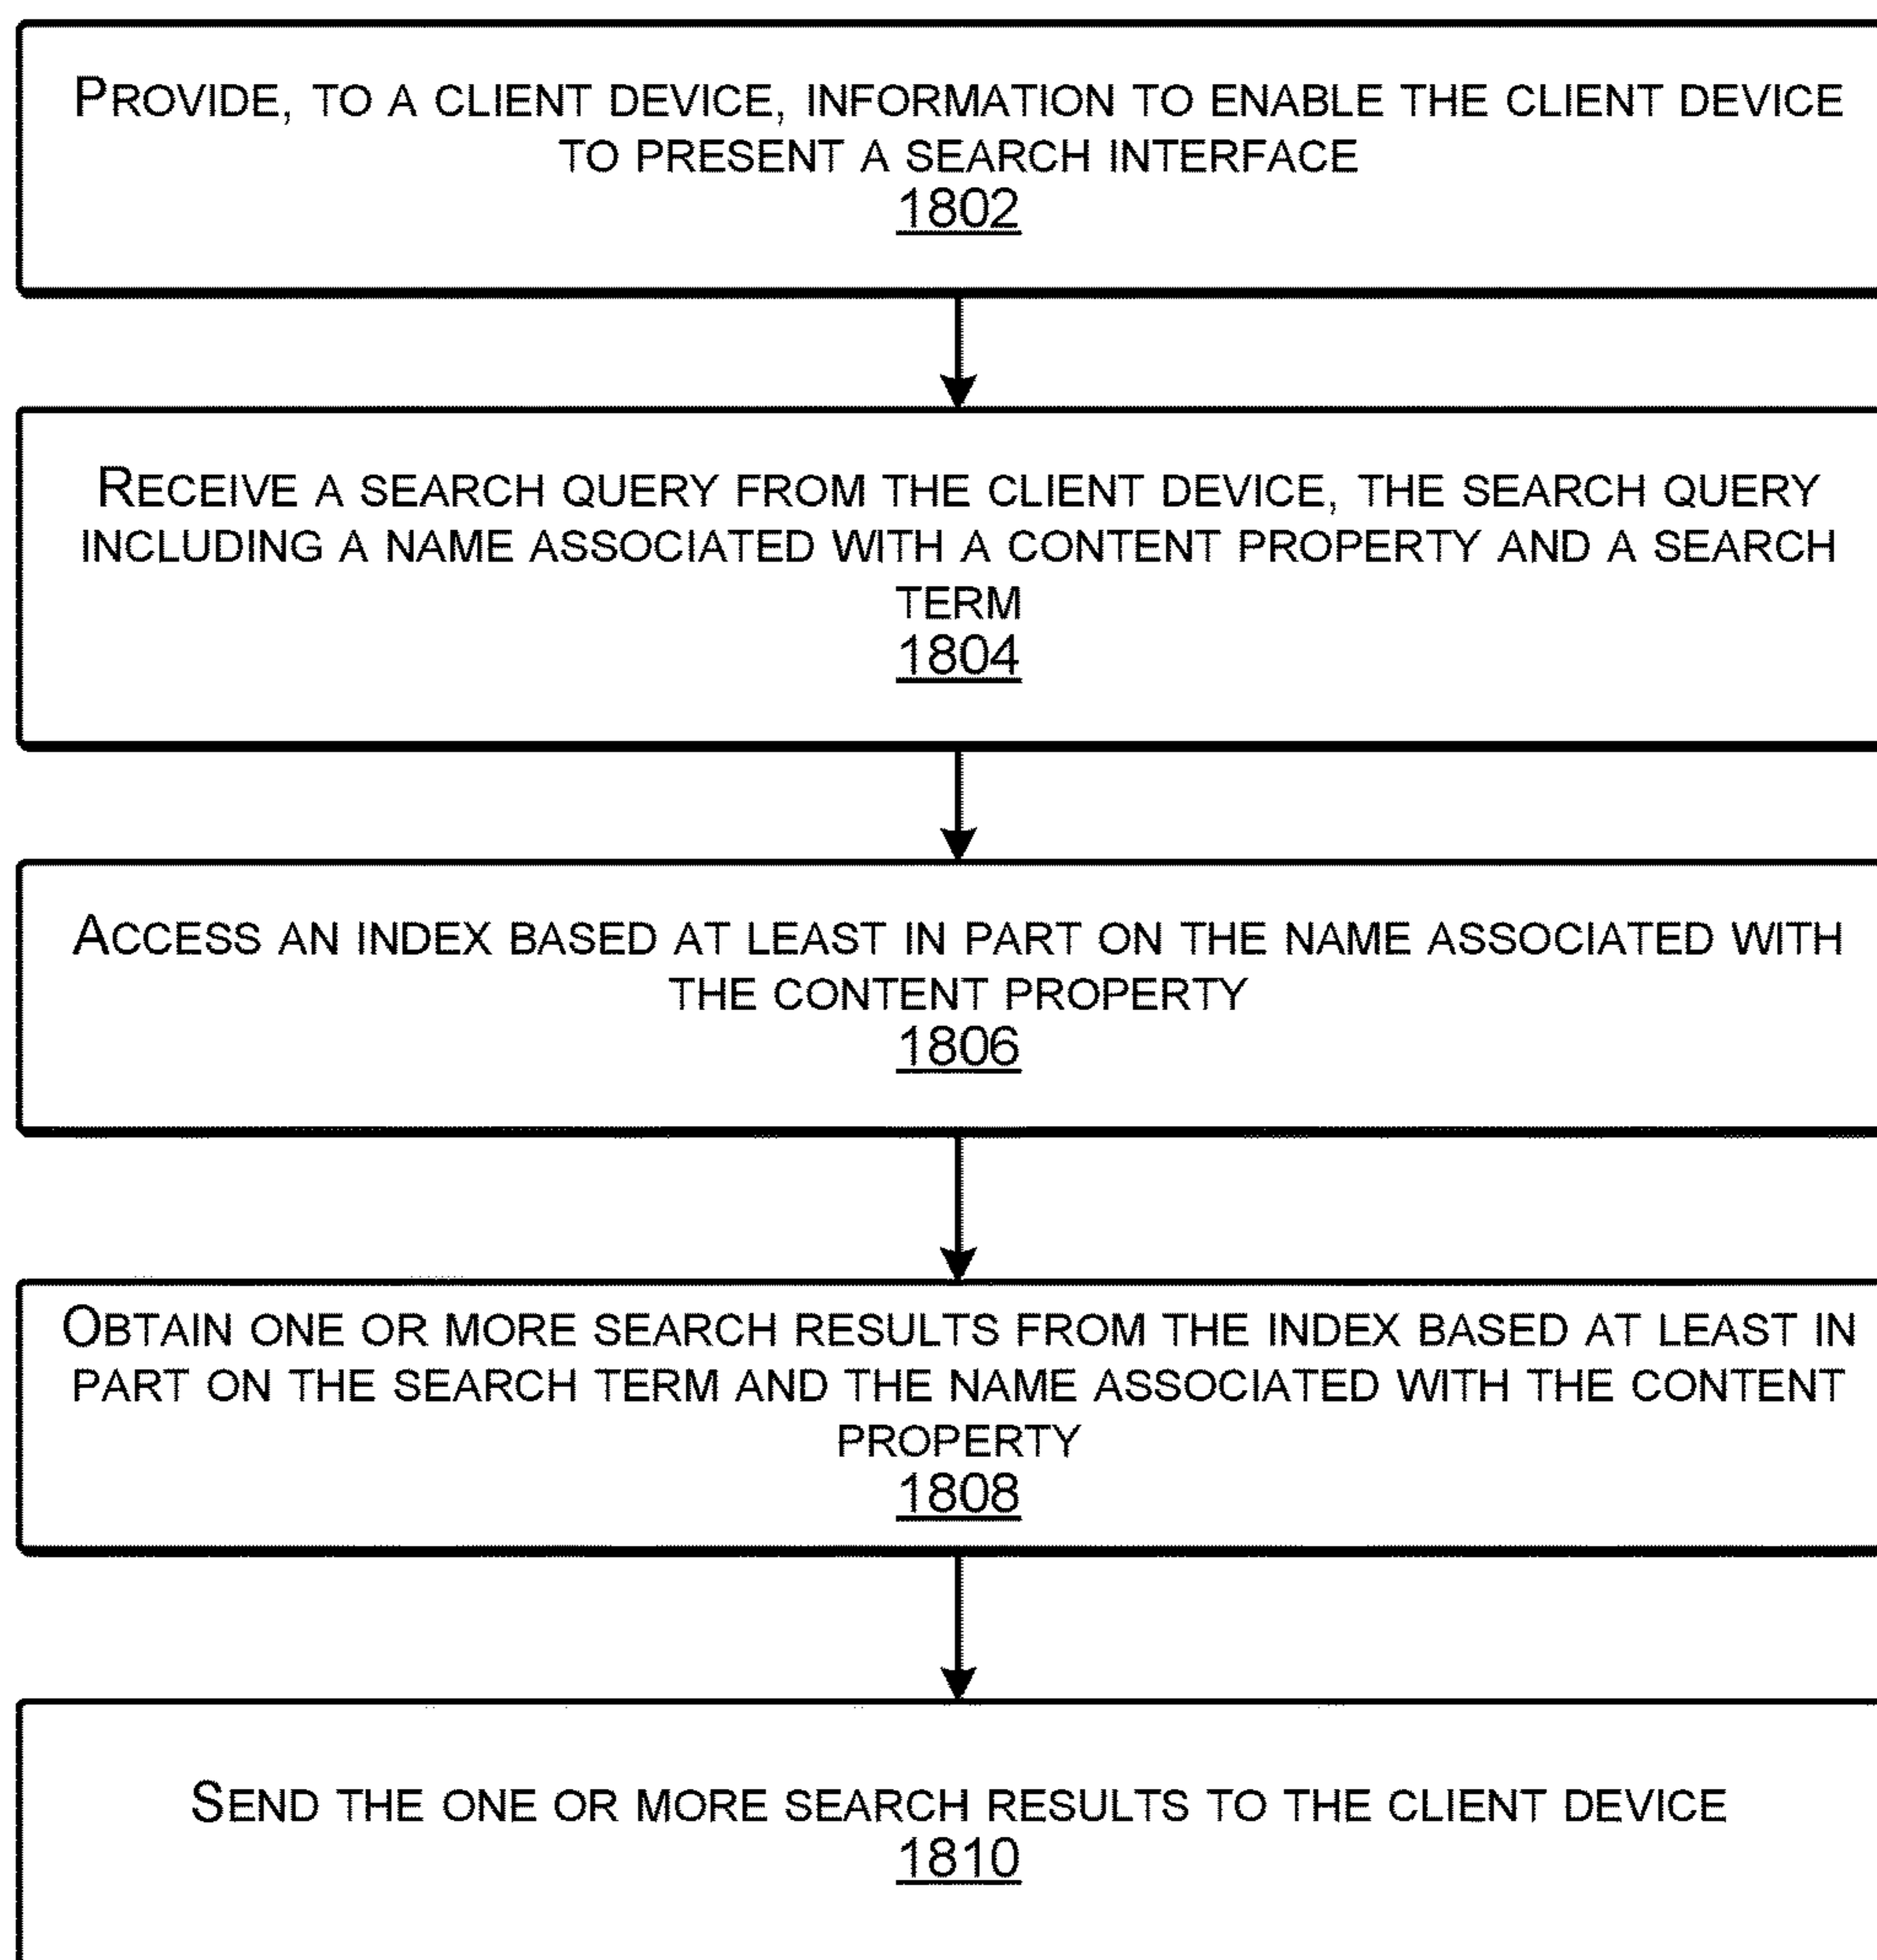 PROVIDE, TO A CLIENT DEVICE, INFORMATION TO ENABLE THE CLIENT DEVICE
TO PRESENT A SEARCH INTERFACE
1802
RECEIVE A SEARCH QUERY FROM THE CLIENT DEVICE, THE SEARCH QUERY
INCLUDING A NAME ASSOCIATED WITH A CONTENT PROPERTY AND A SEARCH
TERM
1804
ACCESS AN INDEX BASED AT LEAST IN PART ON THE NAME ASSOCIATED WITH
THE CONTENT PROPERTY
1806
OBTAIN ONE OR MORE SEARCH RESULTS FROM THE INDEX BASED AT LEAST IN
PART ON THE SEARCH TERM AND THE NAME ASSOCIATED WITH THE CONTENT
PROPERTY
1808
SEND THE ONE OR MORE SEARCH RESULTS TO THE CLIENT DEVICE
1810